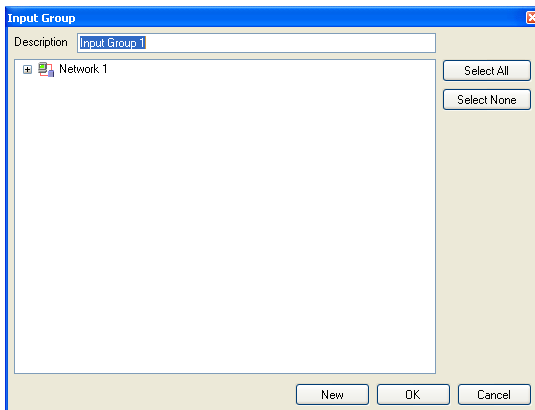 Input Group
Description Input Group 1
Network 1
Select All
Select None
New OK Cancel